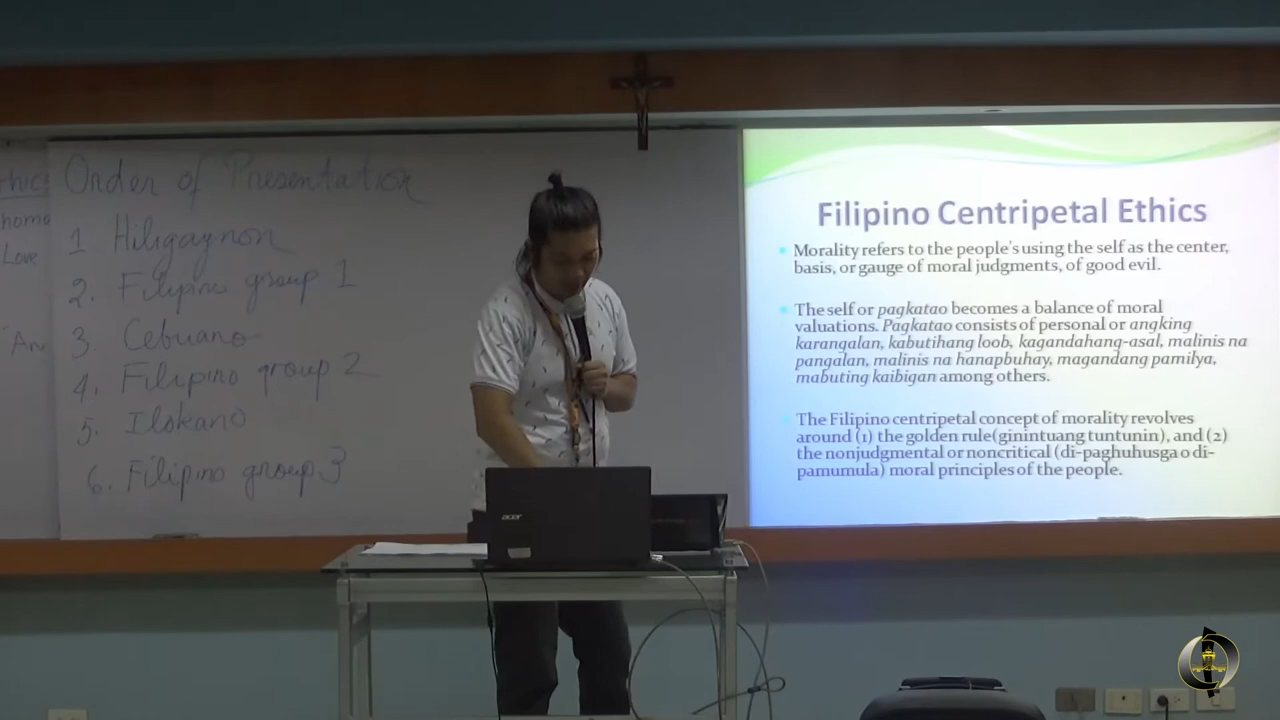 thic
homa
Love
An
Order of Presentation
1 Hiligaynon
2. Filipino group 1
3. Cebuano
4. Filipino group 2
5. Ilokano
6. Filipino group 3
Filipino Centripetal Ethics
Morality refers to the people's using the self as the center,
basis, or gauge of moral judgments, of good evil.
The self or pagkatao becomes a balance of moral
valuations. Pagkatao consists of personal or angking
karangalan, kabutihang loob, kagandahang-asal, malinis na
pangalan, malinis na hanapbuhay, magandang pamilya,
mabuting kaibigan among others.
The Filipino centripetal concept of morality revolves
around (1) the golden rule(ginintuang tuntunin), and (2)
the nonjudgmental or noncritical (di-paghuhusga o di-
pamumula) moral principles of the people.
acer